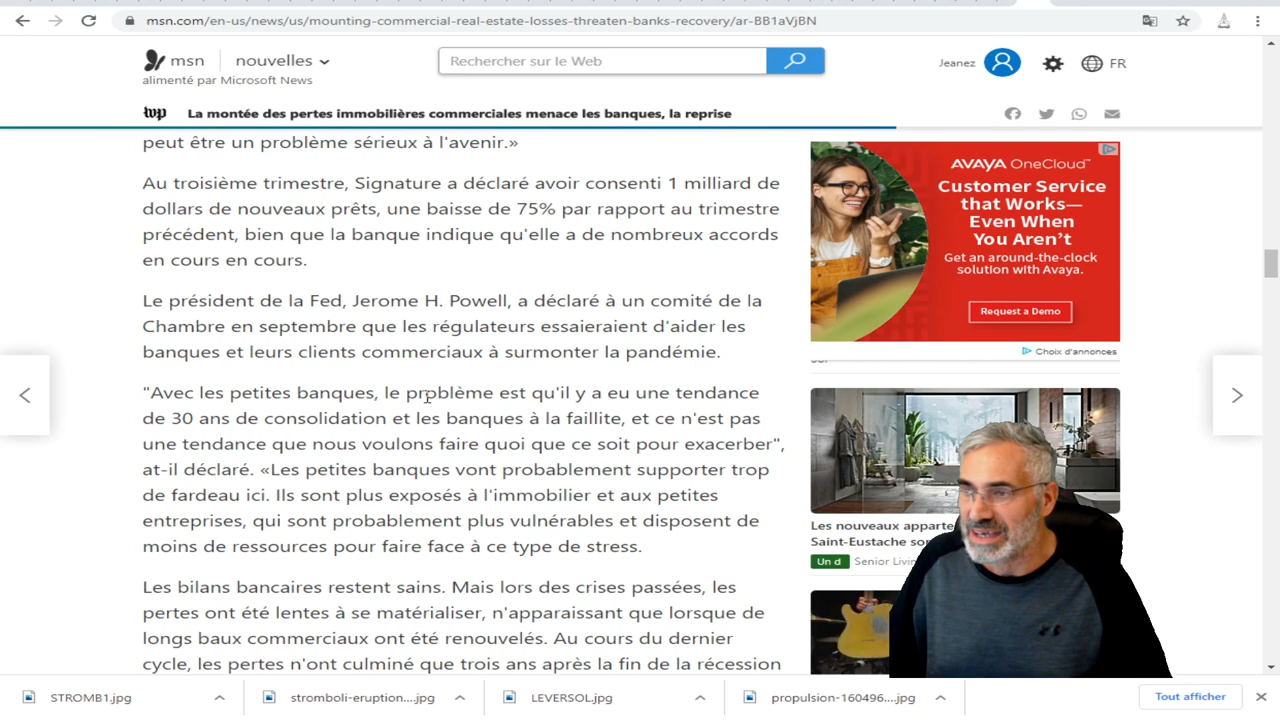 msn.com/en-us/news/us/mounting-commercial-real-estate-losses-threaten-banks-recovery/ar-BB1aVjBN
msn nouvelles
alimenté par Microsoft News
Rechercher sur le Web
Jeanez
FR
wp La montée des pertes immobilières commerciales menace les banques, la reprise
peut être un problème sérieux à l'avenir.»
Au troisième trimestre, Signature a déclaré avoir consenti 1 milliard de
dollars de nouveaux prêts, une baisse de 75% par rapport au trimestre
précédent, bien que la banque indique qu'elle a de nombreux accords
en cours en cours.
Le président de la Fed, Jerome H. Powell, a déclaré à un comité de la
Chambre en septembre que les régulateurs essaieraient d'aider les
banques et leurs clients commerciaux à surmonter la pandémie.
"Avec les petites banques, le problème est qu'il y a eu une tendance
de 30 ans de consolidation et les banques à la faillite, et ce n'est pas
une tendance que nous voulons faire quoi que ce soit pour exacerber",
at-il déclaré. «Les petites banques vont probablement supporter trop
de fardeau ici. Ils sont plus exposés à l'immobilier et aux petites
entreprises, qui sont probablement plus vulnérables et disposent de
moins de ressources pour faire face à ce type de stress.
Les bilans bancaires restent sains. Mais lors des crises passées, les
pertes ont été lentes à se matérialiser, n'apparaissant que lorsque de
longs baux commerciaux ont été renouvelés. Au cours du dernier
cycle, les pertes n'ont culminé que trois ans après la fin de la récession
AVAYA OneCloud™
Customer Service
that Works—
Even When
You Aren't
Get an around-the-clock
solution with Avaya.
Request a Demo
Choix d'annonces
Les nouveaux
Saint-Eustache
Un d Senior
STROMB1.jpg
stromboli-eruption....jpg
LEVERSOL.jpg
propulsion-160496....jpg
Tout afficher